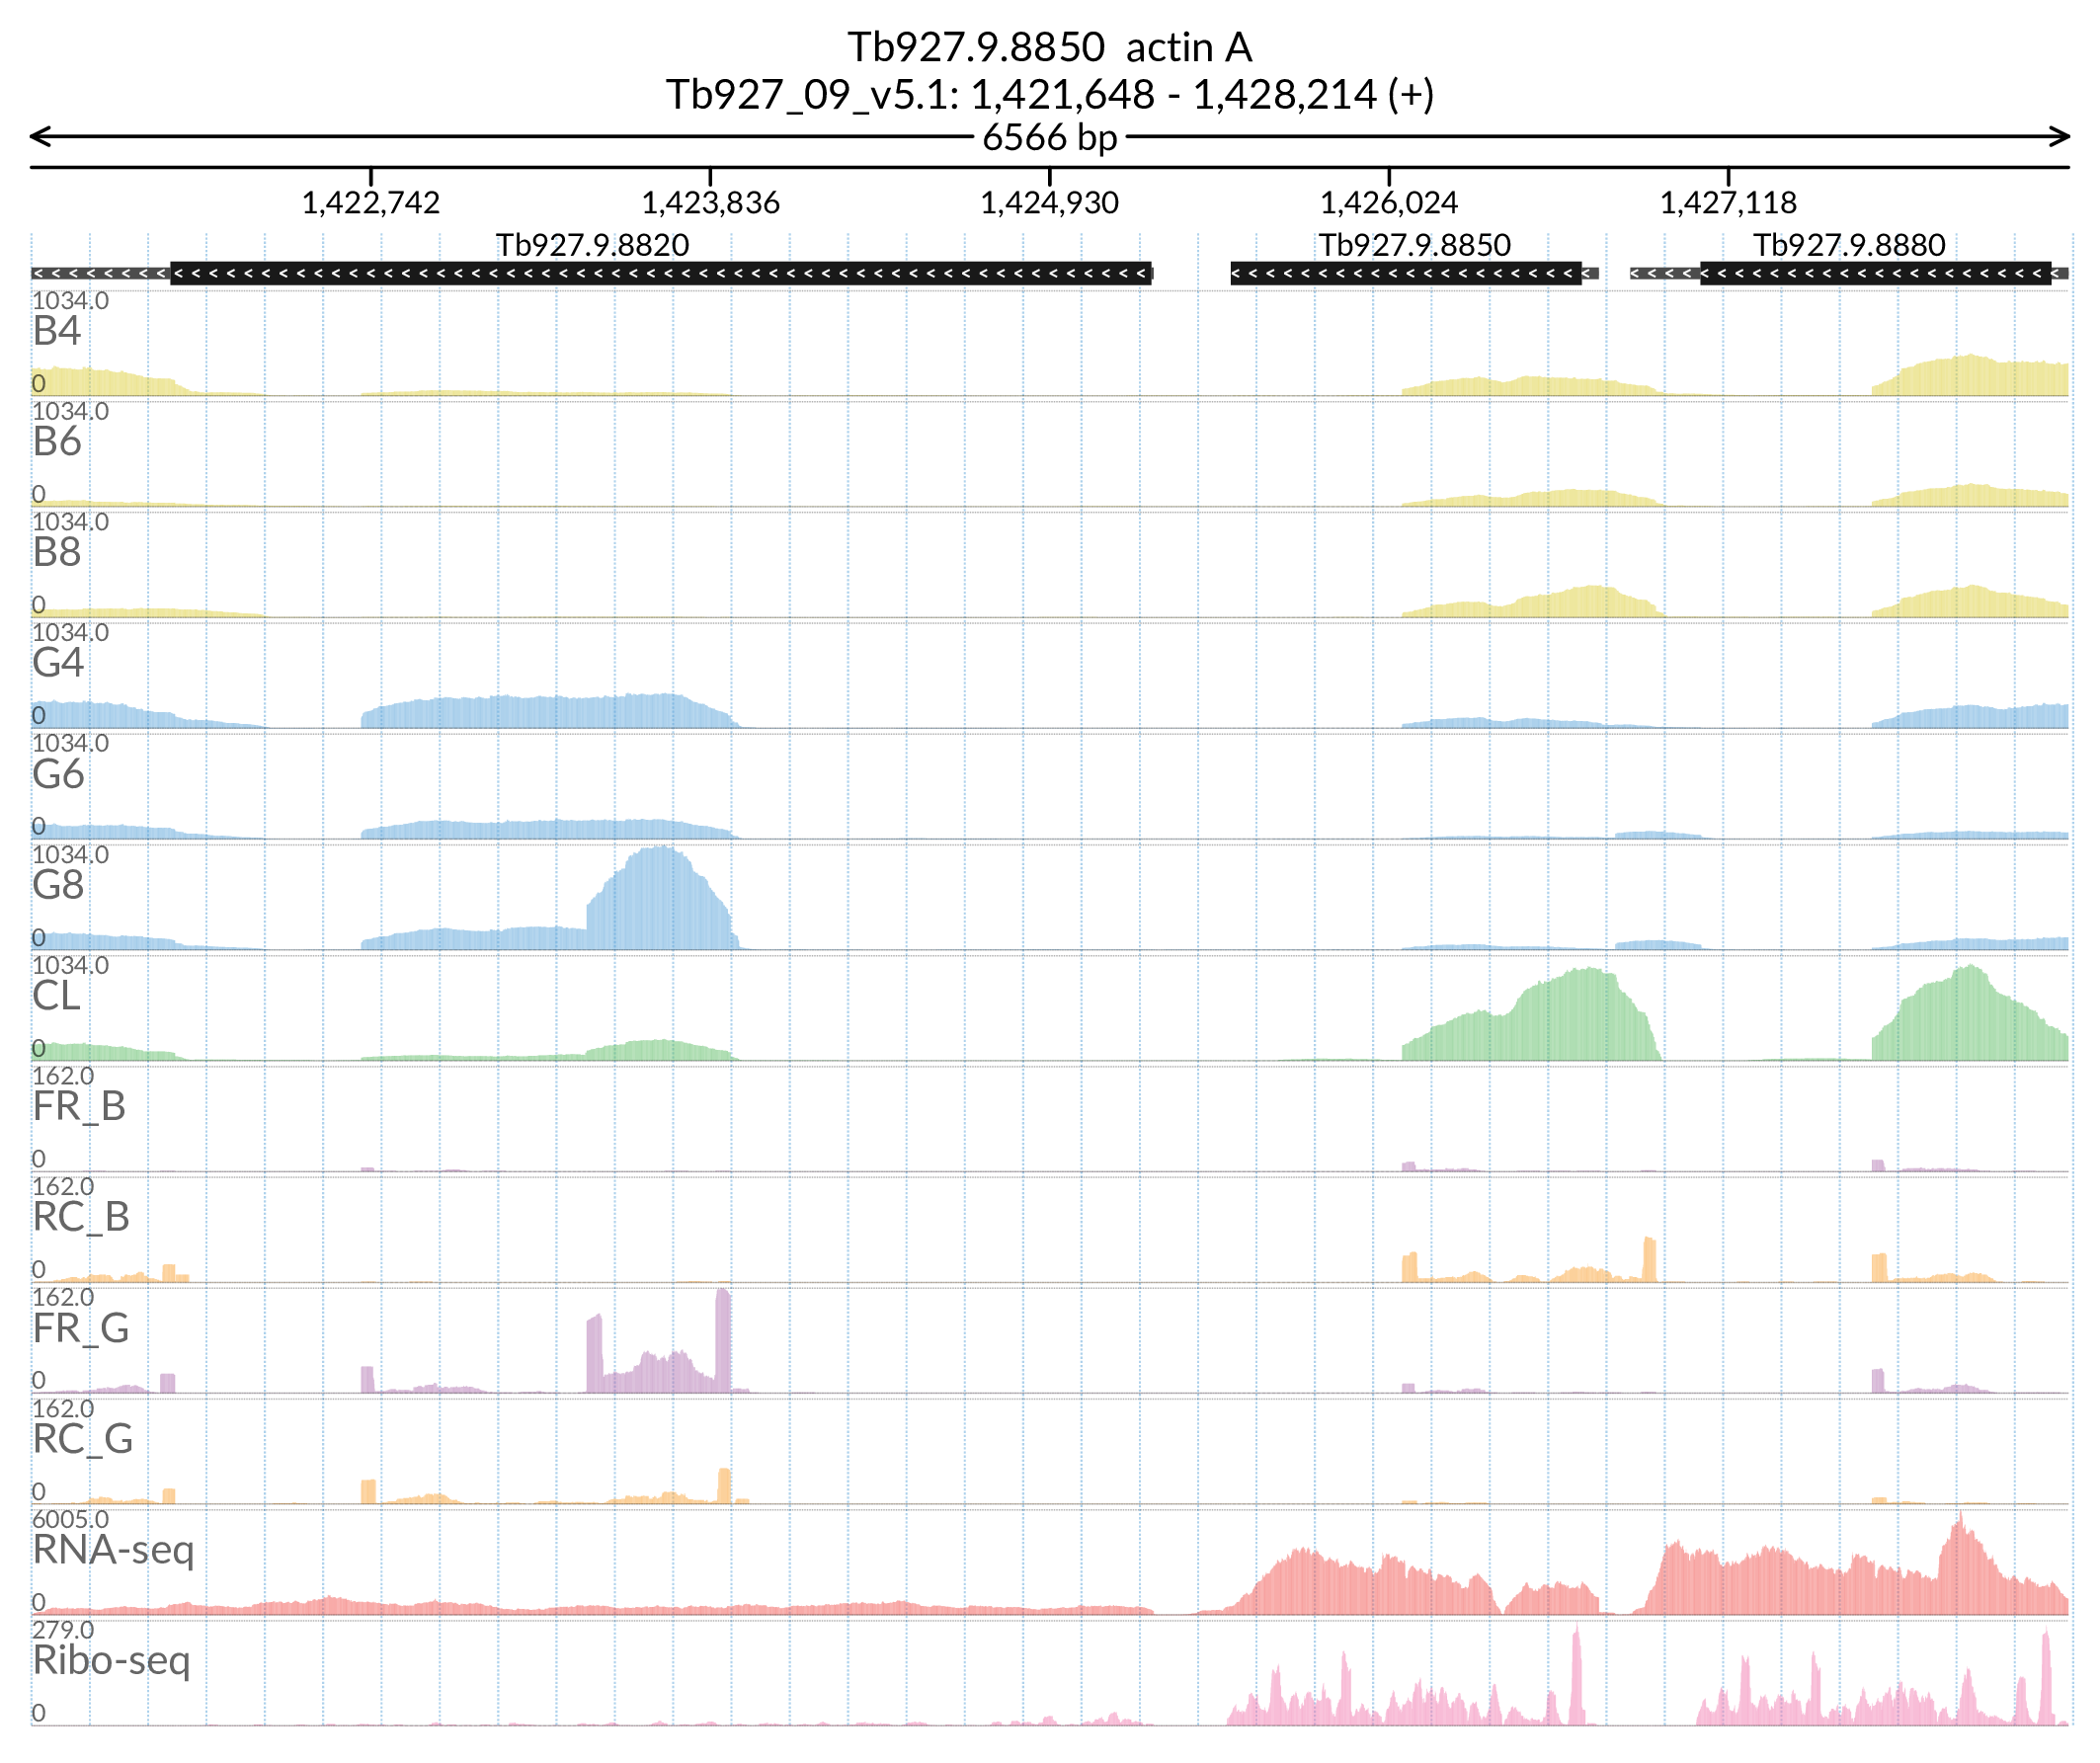 Tb927.9.8850 actin A
Tb927_09_v5.1: 1,421,648 - 1,428,214 (+)
6566 bp
1,422,742 1,423,836 1,424,930 1,426,024 1,427,118
Tb927.9.8820 Tb927.9.8850 Tb927.9.8880
1034.0
B4
0
1034.0
B6
0
1034.0
B8
0
1034.0
G4
0
1034.0
G6
0
1034.0
G8
0
1034.0
CL
0
162.0
FR_B
0
162.0
RC_B
0
162.0
FR_G
0
162.0
RC_G
0
6005.0
RNA-seq
0
279.0
Ribo-seq
0